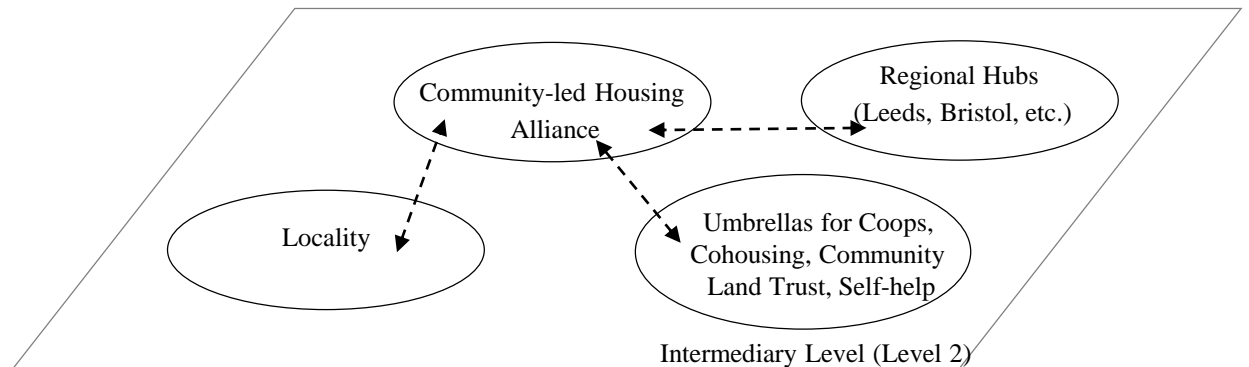 Community-led Housing
Alliance
Regional Hubs
(Leeds, Bristol, etc.)
Locality
Umbrellas for Coops,
Cohousing, Community
Land Trust, Self-help
Intermediary Level (Level 2)